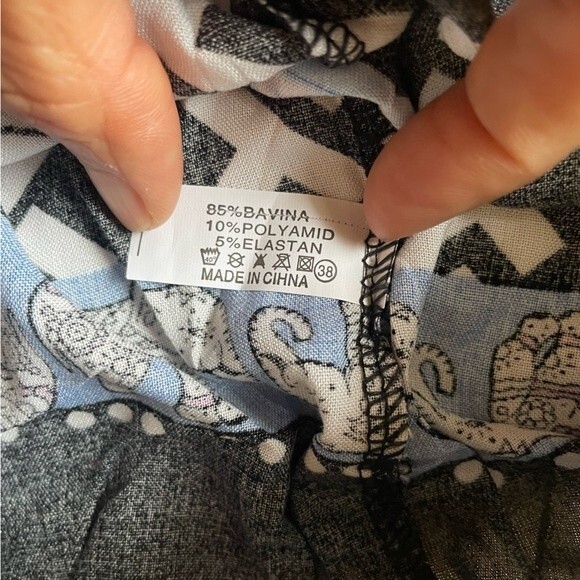 85%BAVINA
10%POLYAMID
5%ELASTAN
38
MADE IN CIHNA